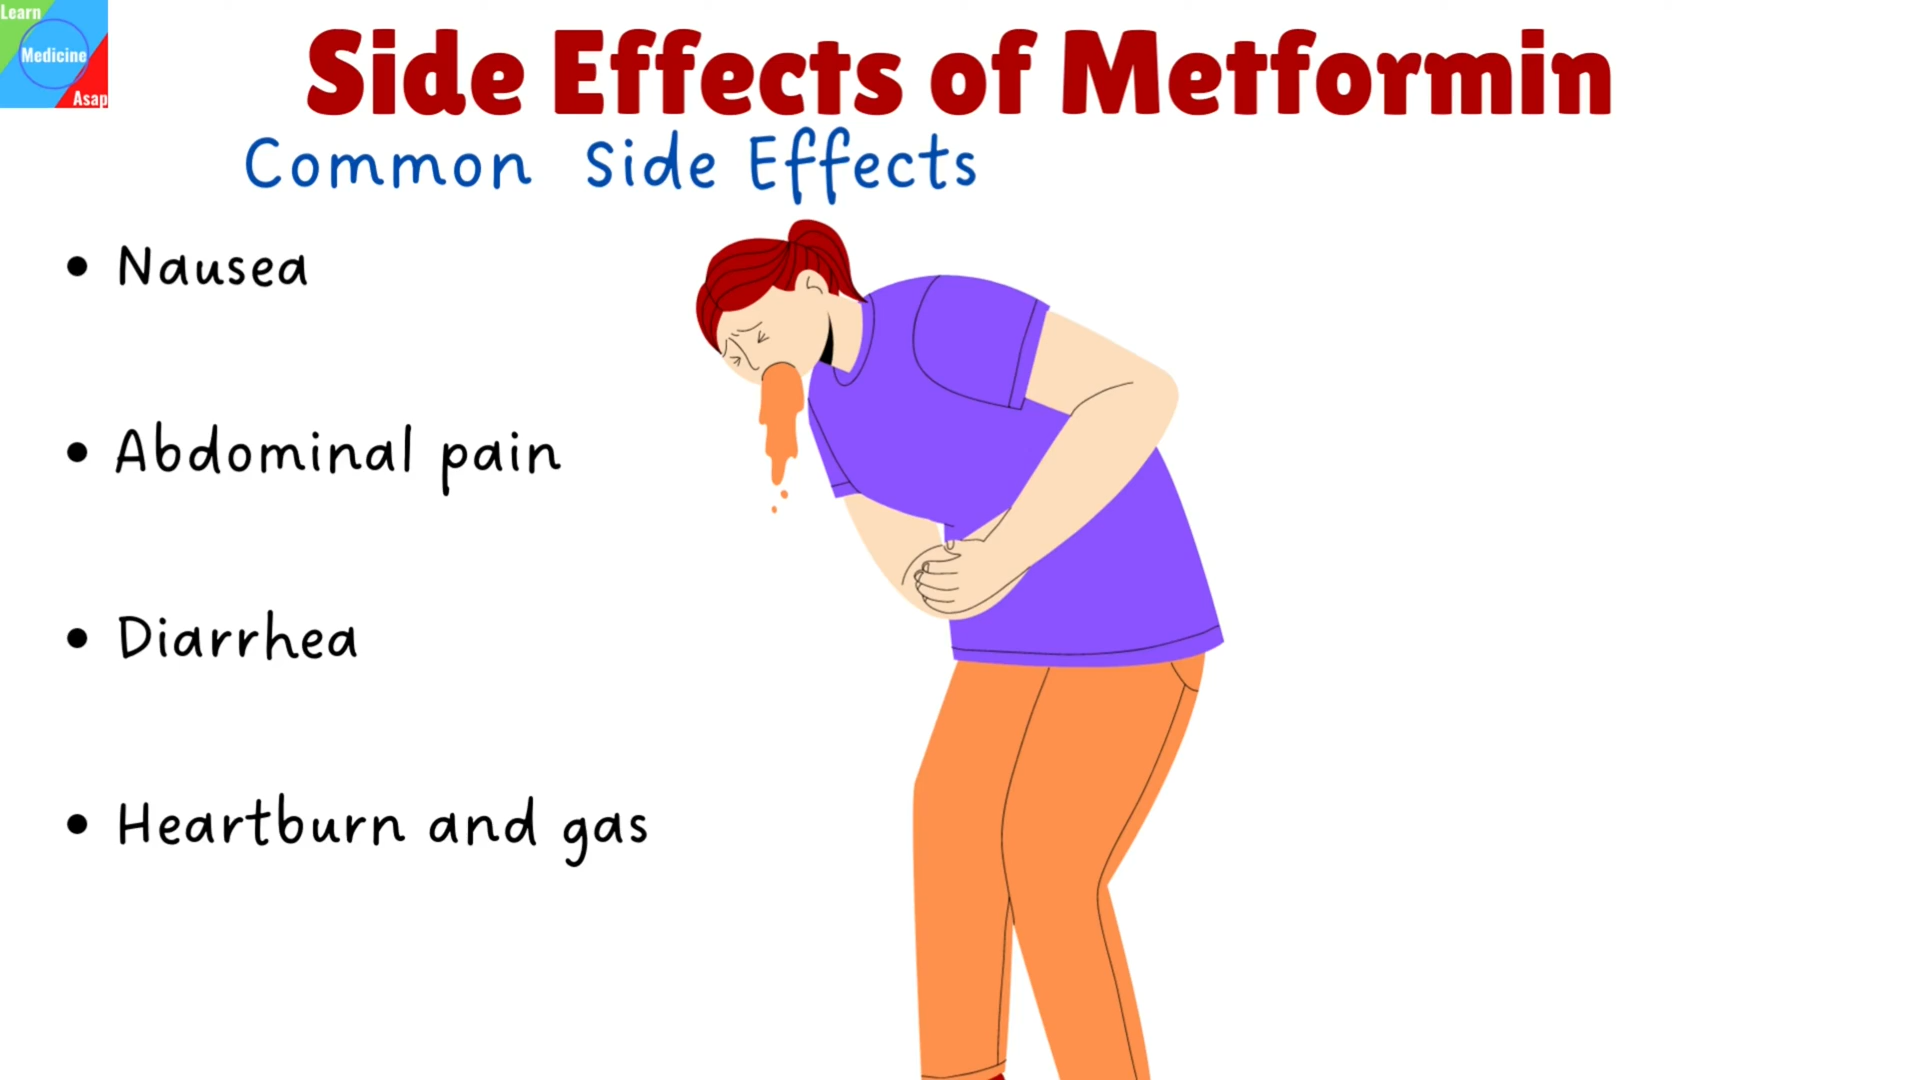 Learn
Medicine
Asap
Side Effects of Metformin
Common Side Effects
• Nausea
• Abdominal pain
• Diarrhea
• Heartburn and gas